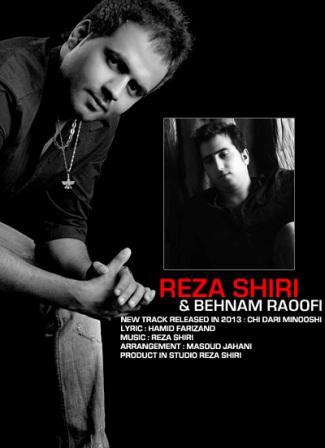 REZA SHIRI
& BEHNAM RAOOFI
NEW TRACK RELEASED IN 2013 : CHI DARI MINOOSHI
LYRIC : HAMID FARIZAND
MUSIC : REZA SHIRI
ARRANGEMENT : MASOUD JAHANI
PRODUCT IN STUDIO REZA SHIRI